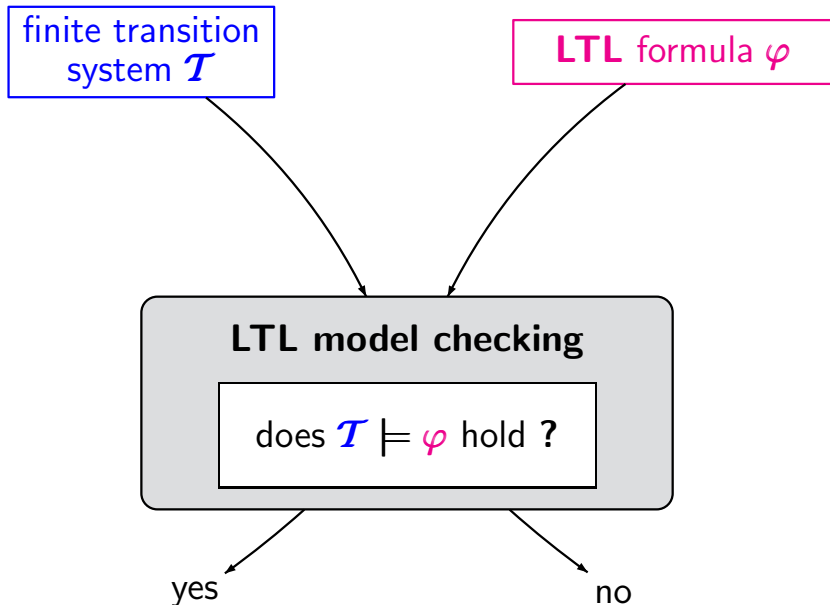 finite transition
system 𝒯
LTL formula φ
LTL model checking
does 𝒯 ⊨ φ hold ?
yes
no